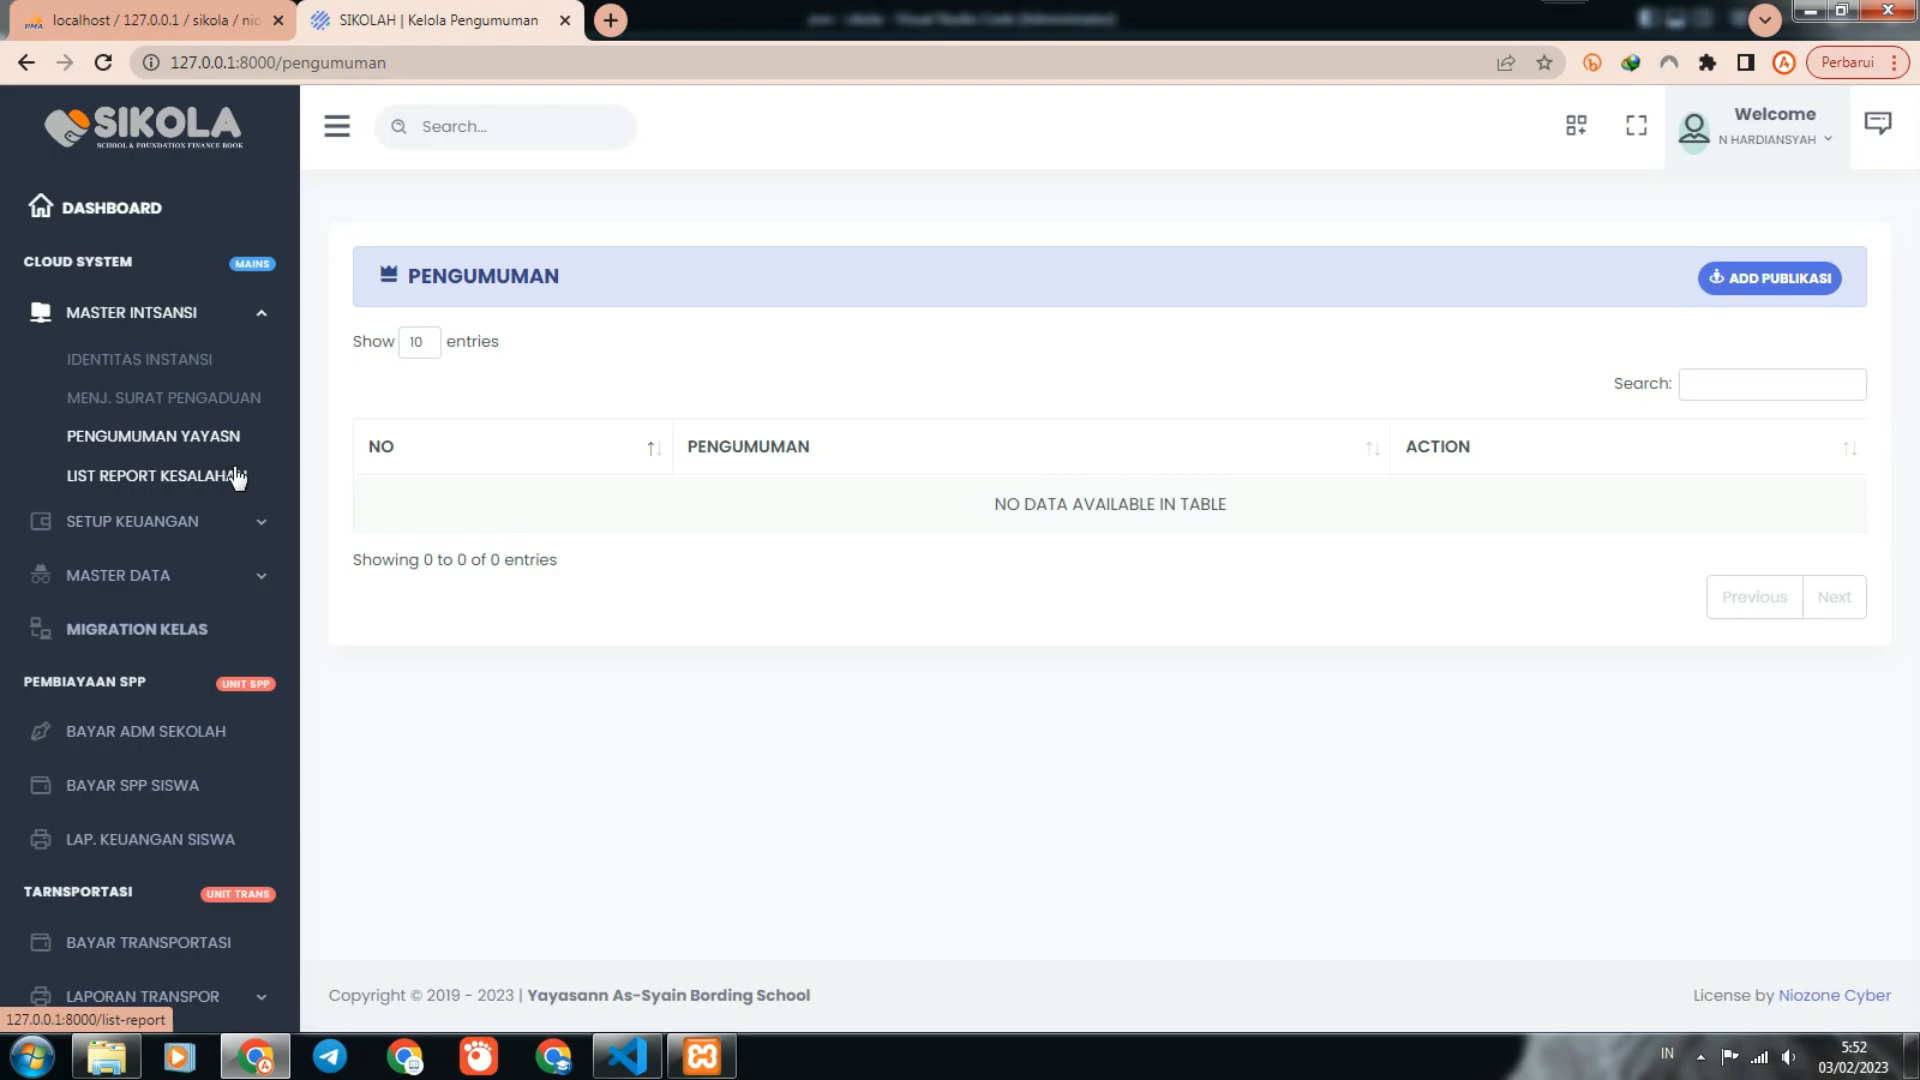 localhost / 127.0.0.1 / sikola / nic
SIKOLAH | Kelola Pengumuman
127.0.0.1:8000/pengumuman
Perbarui
SIKOLA
SCHOOL & FOUNDATION FINANCE BOOK
Search...
Welcome
N HARDIANSYAH
DASHBOARD
CLOUD SYSTEM
MAINS
MASTER INTSANSI
IDENTITAS INSTANSI
MENJ. SURAT PENGADUAN
PENGUMUMAN YAYASN
LIST REPORT KESALAHAN
SETUP KEUANGAN
MASTER DATA
MIGRATION KELAS
PEMBIAYAAN SPP
UNIT SPP
BAYAR ADM SEKOLAH
BAYAR SPP SISWA
LAP. KEUANGAN SISWA
TARNSPORTASI
UNIT TRANS
BAYAR TRANSPORTASI
LAPORAN TRANSPOR
PENGUMUMAN
ADD PUBLIKASI
Show 10 entries
Search:
NO
PENGUMUMAN
ACTION
NO DATA AVAILABLE IN TABLE
Showing 0 to 0 of 0 entries
Previous
Next
Copyright © 2019 - 2023 | Yayasann As-Syain Bording School
License by Niozone Cyber
127.0.0.1:8000/list-report
IN
5:52
03/02/2023